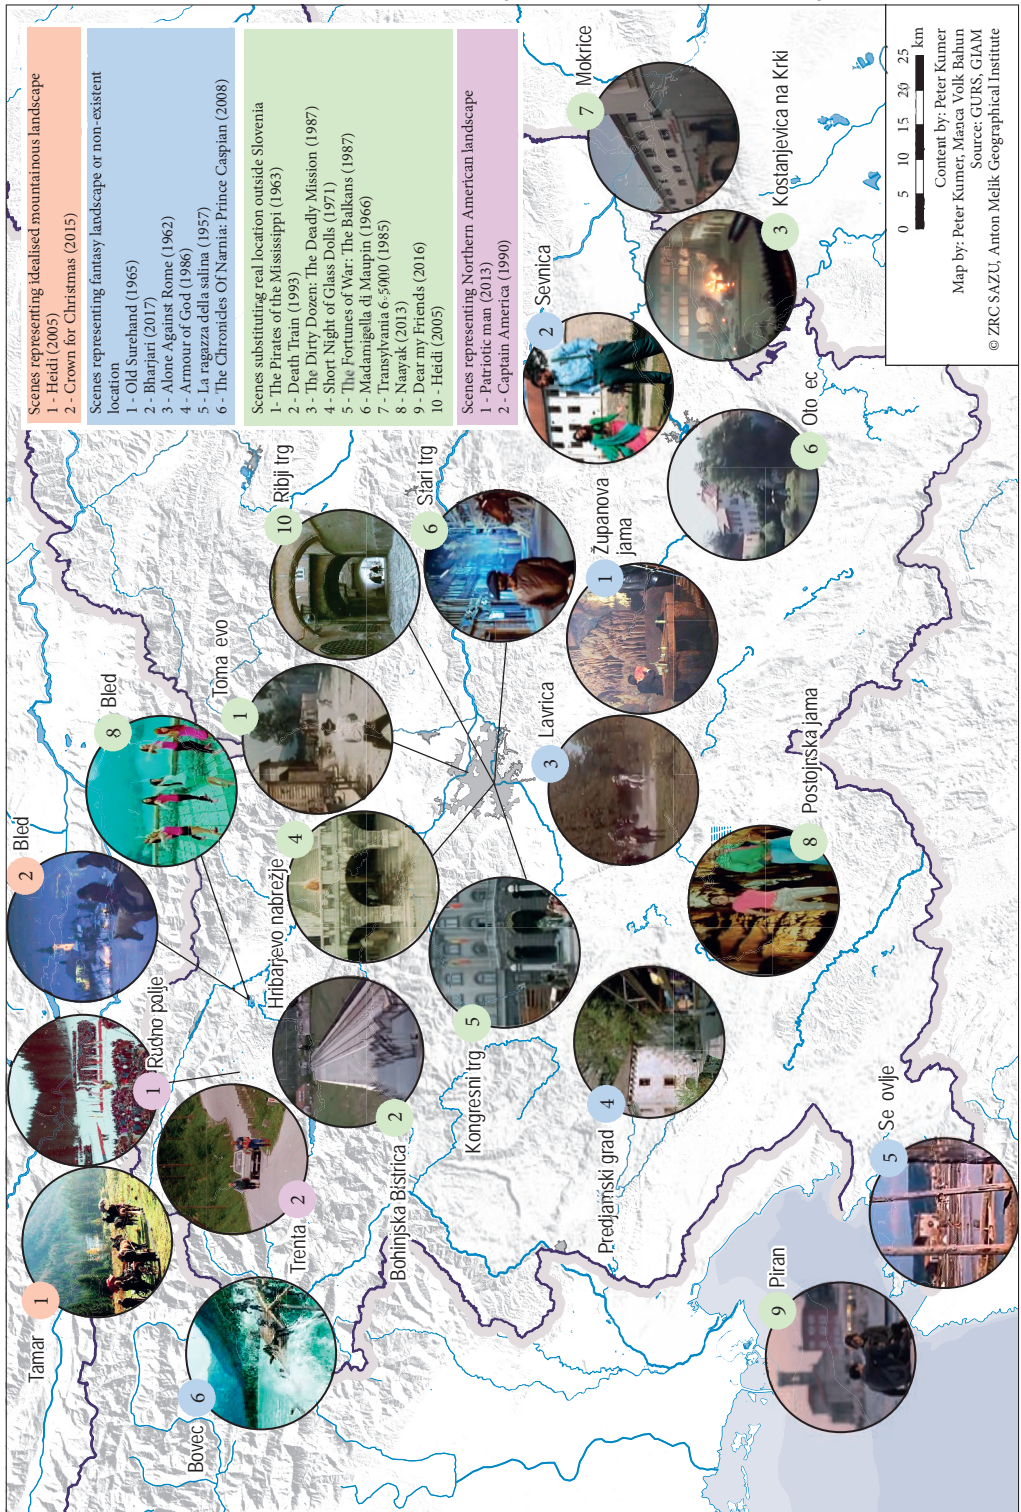 Scenes representing idealised mountainous landscape
1 - Heidi (2005)
2 - Crown for Christmas (2015)
Scenes representing fantasy landscape or non-existent
location
1 - Old Surehand (1965)
2 - Bharjari (2017)
3 - Alone Against Rome (1962)
4 - Armour of God (1986)
5 - La ragazza della salina (1957)
6 - The Chronicles Of Narnia: Prince Caspian (2008)
Scenes substituting real location outside Slovenia
1- The Pirates of the Mississippi (1963)
2 - Death Train (1993)
3 - The Dirty Dozen: The Deadly Mission (1987)
4 - Short Night of Glass Dolls (1971)
5 - The Fortunes of War: The Balkans (1987)
6 - Madamigella di Maupin (1966)
7 - Transylvania 6-5000 (1985)
8 - Naayak (2013)
9 - Dear my Friends (2016)
10 - Heidi (2005)
Scenes representing Northern American landscape
1 - Patriotic man (2013)
2 - Captain America (1990)
1
Tamar
1
Rudno polje
2
Bled
8
Bled
6
Bovec
2
Trenta
2
Bohinjska Bistrica
4
Hribarjevo nabrežje
1
Toma evo
10
Ribji trg
5
Kongresni trg
6
Stari trg
4
Predjamski grad
3
Lavrica
1
Županova
jama
2
Sevnica
7
Mokrice
3
Kostanjevica na Krki
6
Oto ec
8
Postojnska jama
9
Piran
5
Se ovlje
0 5 10 15 20 25 km
Content by: Peter Kumer
Map by: Peter Kumer, Manca Volk Bahun
Source: GURS, GIAM
© ZRC SAZU, Anton Melik Geographical Institute